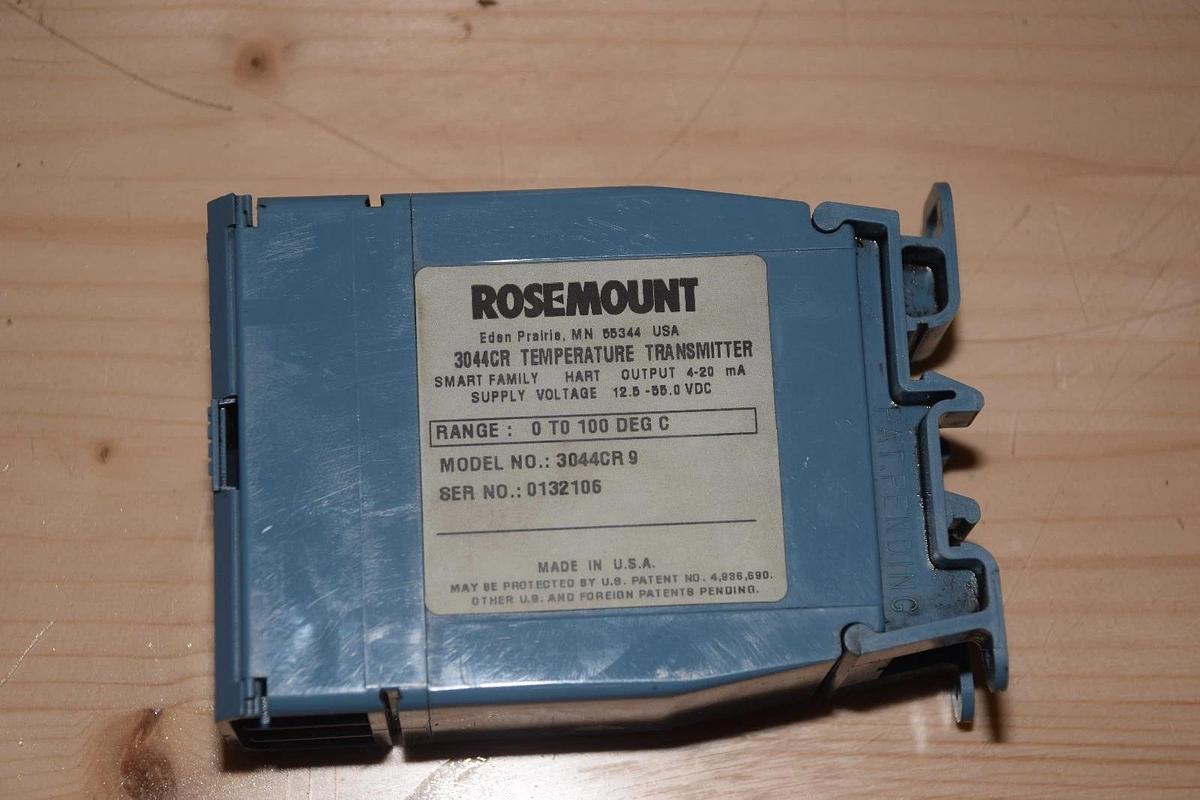 ROSEMOUNT
Eden Prairie, MN 55344 USA
3044CR TEMPERATURE TRANSMITTER
SMART FAMILY HART OUTPUT 4-20 mA
SUPPLY VOLTAGE 12.5-55.0 VDC
RANGE: 0 TO 100 DEG C
MODEL NO.: 3044CR 9
SER NO.: 0132106
MADE IN U.S.A.
MAY BE PROTECTED BY U.S. PATENT NO. 4,936,690.
OTHER U.S. AND FOREIGN PATENTS PENDING.
PAT. PENDING